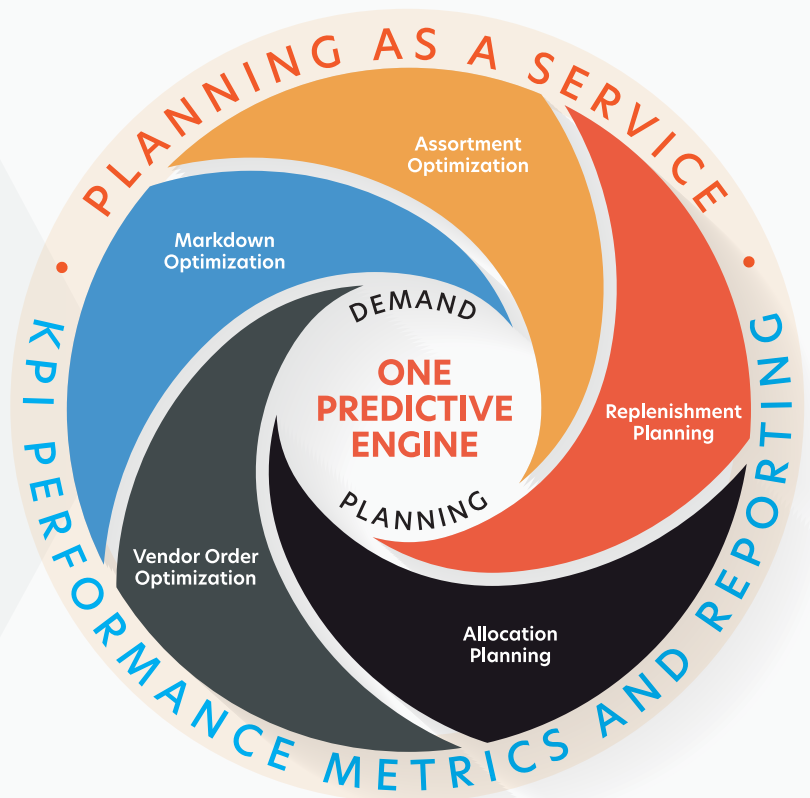 PLANNING AS A SERVICE
Assortment
Optimization
Markdown
Optimization
DEMAND
ONE
PREDICTIVE
ENGINE
PLANNING
Replenishment
Planning
Vendor Order
Optimization
Allocation
Planning
KPI PERFORMANCE METRICS AND REPORTING